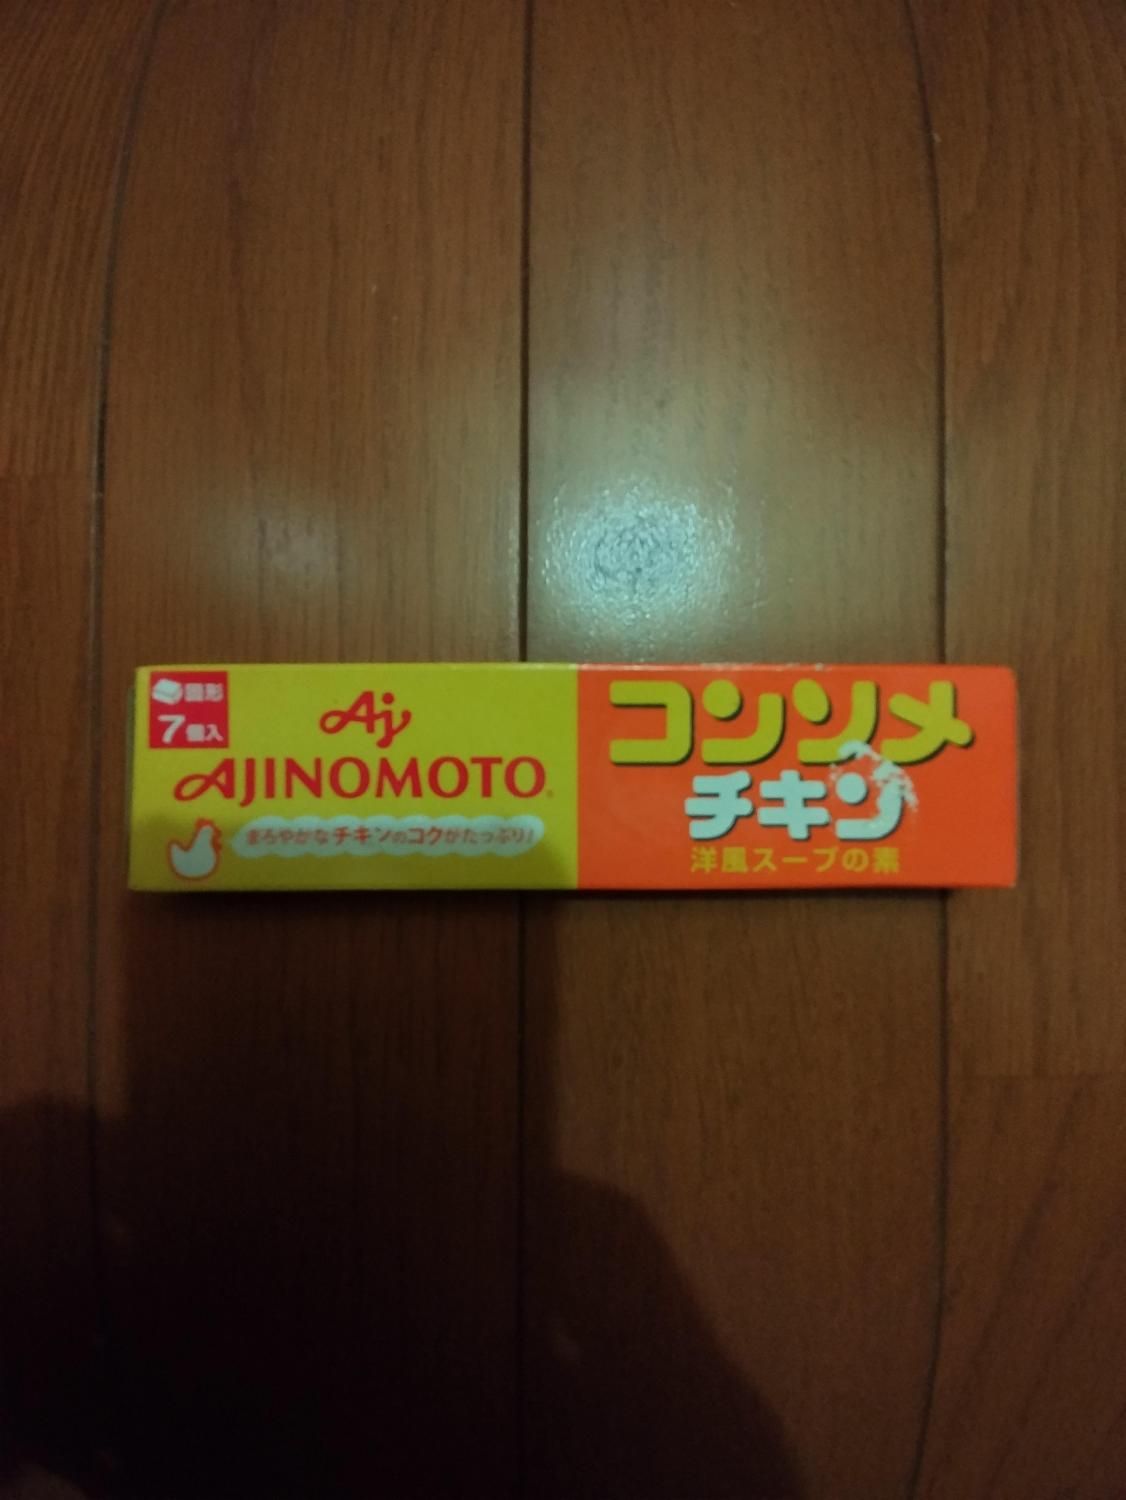 固形
7個入
Aj
AJINOMOTO®
まろやかなチキンのコクがたっぷり!
コンソメ
チキン
洋風スープの素